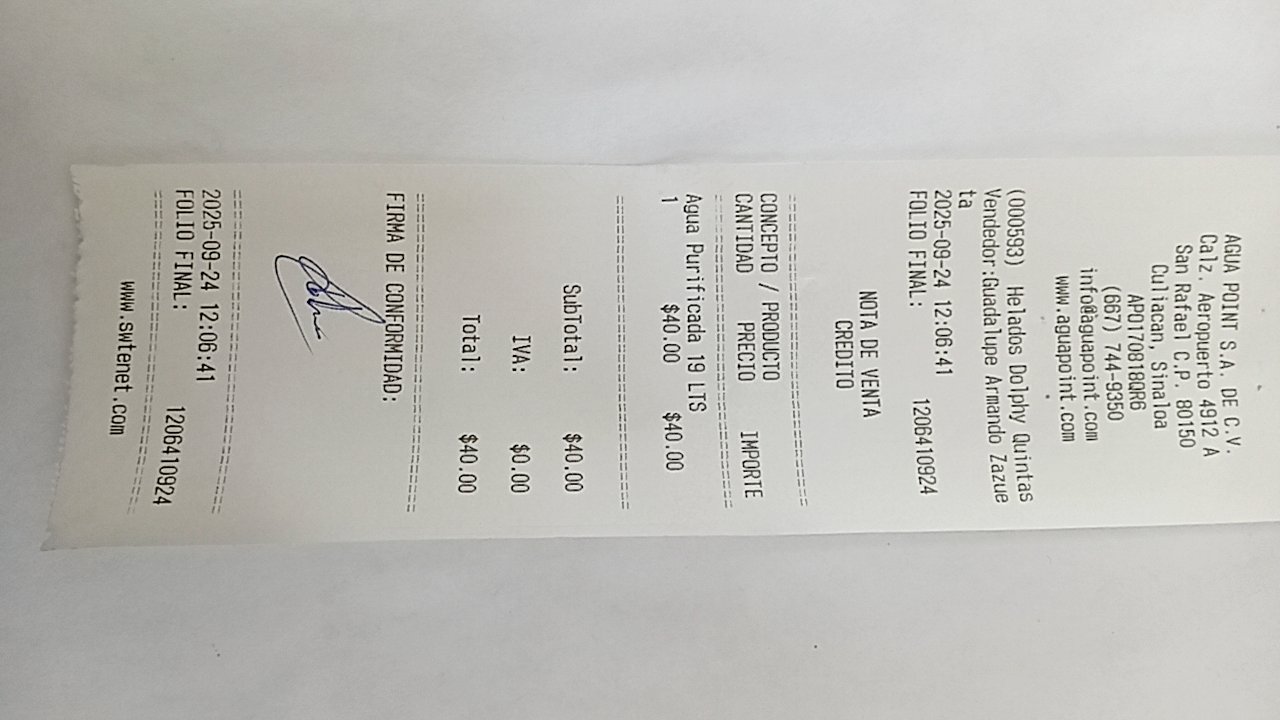 AGUA POINT S.A. DE C.V.
Calz. Aeropuerto 4912 A
San Rafael C.P. 80150
Culiacan, Sinaloa
APO170818QR6
(667) 744-9350
info@aguapoint.com
www.aguapoint.com
(000593) Helados Dolphy Quintas
Vendedor:Guadalupe Armando Zazue
ta
2025-09-24 12:06:41
FOLIO FINAL: 1206410924
NOTA DE VENTA
CREDITO
CONCEPTO / PRODUCTO
CANTIDAD PRECIO IMPORTE
Agua Purificada 19 LTS
1 $40.00 $40.00
SubTotal: $40.00
IVA: $0.00
Total: $40.00
FIRMA DE CONFORMIDAD:
2025-09-24 12:06:41
FOLIO FINAL: 1206410924
www.swtenet.com